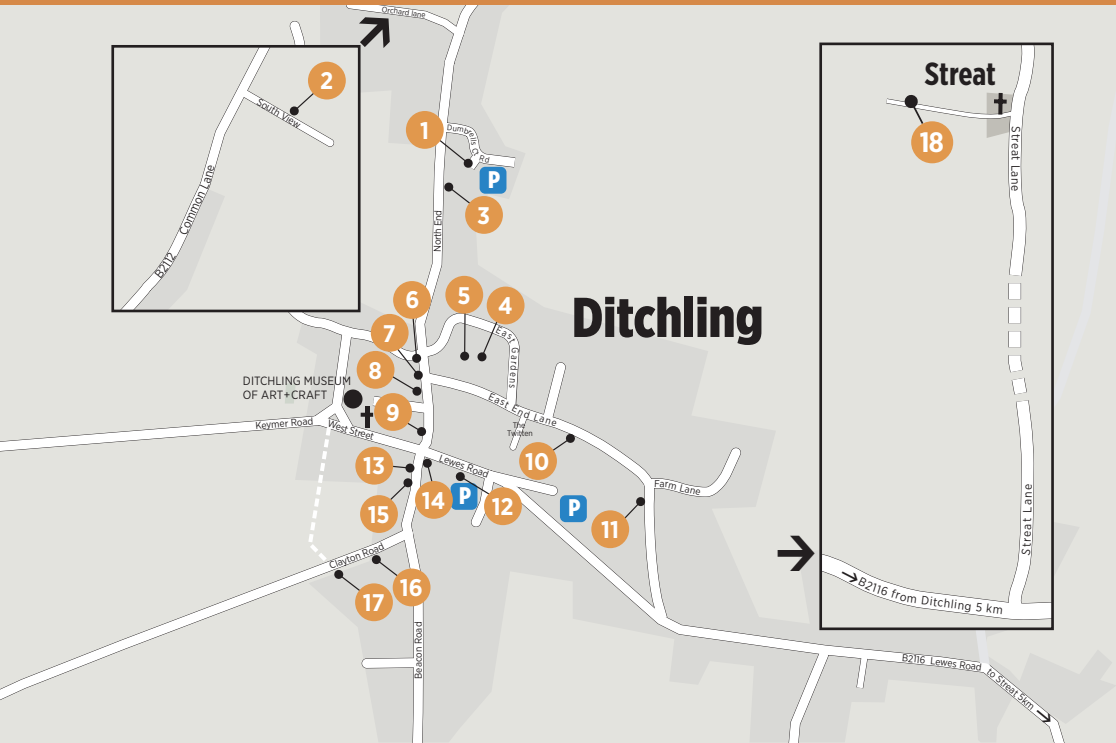 Orchard lane
2
South View
Common Lane
B2112
1
Dumbrells Ct Rd
P
3
North End
Streat
18
Streat Lane
Streat Lane
B2116 from Ditchling 5 km
Ditchling
6
5
4
7
8
East Gardens
DITCHLING MUSEUM
OF ART+CRAFT
9
Keymer Road
West Street
East End Lane
The
Twitten
10
13
Lewes Road
14
P
12
15
P
11
Farm Lane
Clayton Road
16
17
Beacon Road
B2116 Lewes Road
to Streat 5km